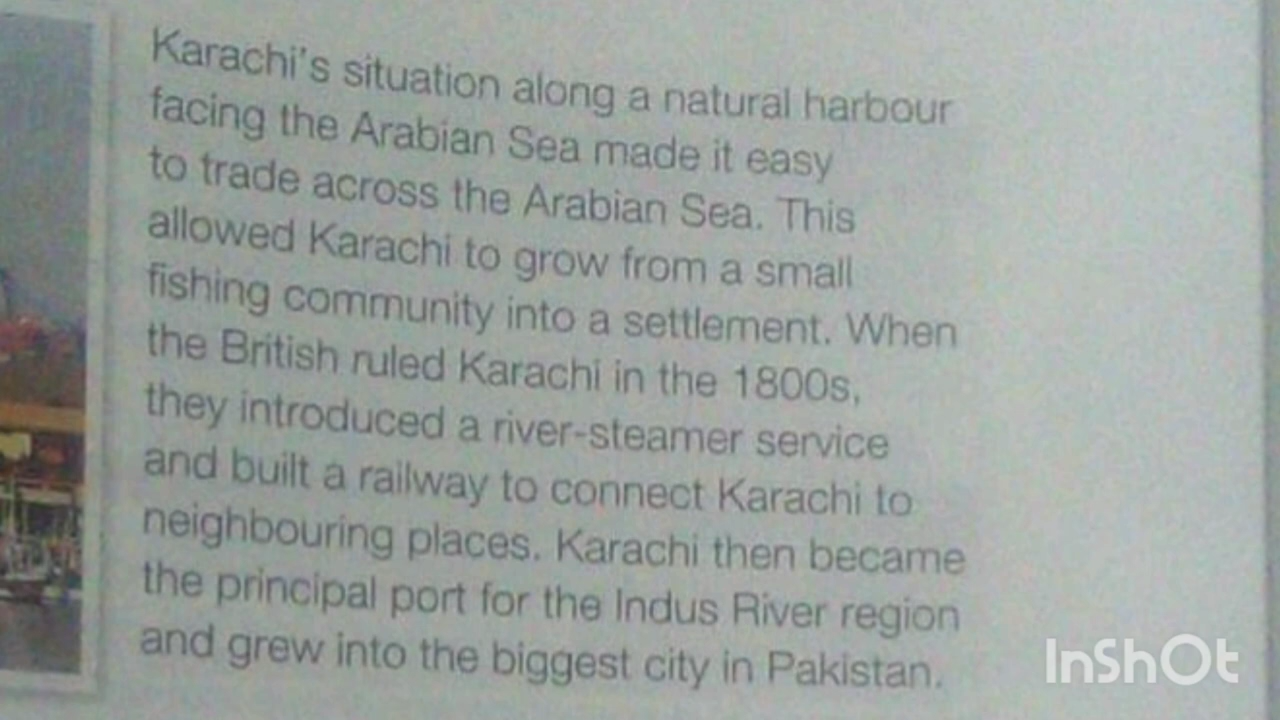 Karachi's situation along a natural harbour
facing the Arabian Sea made it easy
to trade across the Arabian Sea. This
allowed Karachi to grow from a small
fishing community into a settlement. When
the British ruled Karachi in the 1800s,
they introduced a river-steamer service
and built a railway to connect Karachi to
neighbouring places. Karachi then became
the principal port for the Indus River region
and grew into the biggest city in Pakistan.
InShOt